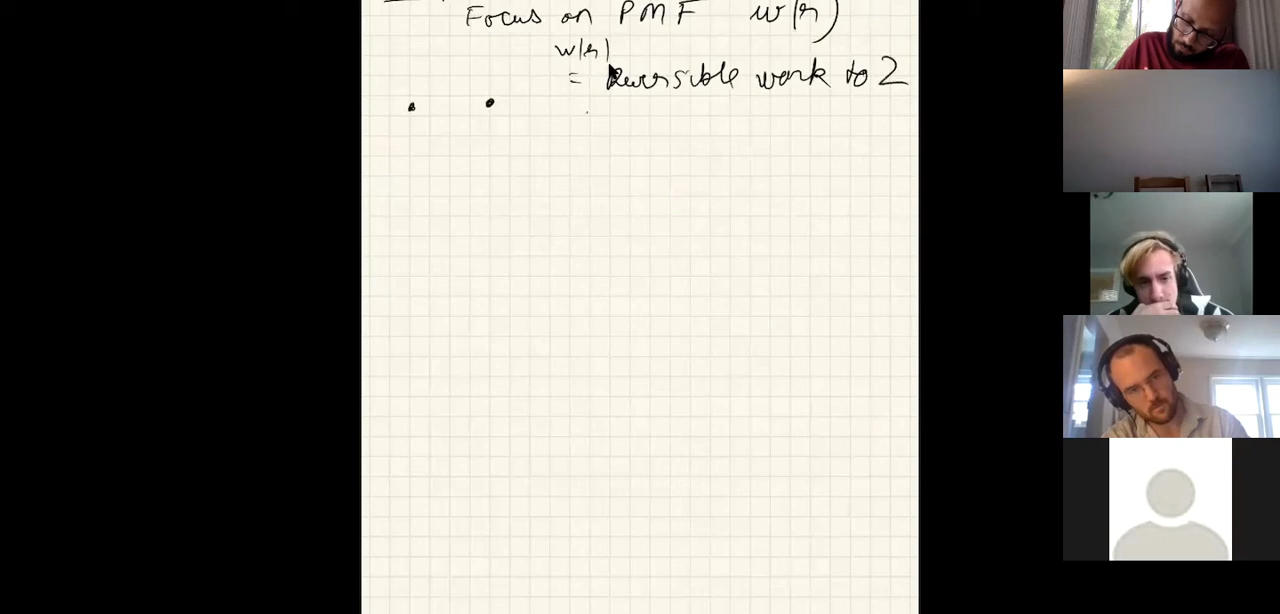 Focus on PMF w(r)
w(r)
= Reversible work to 2